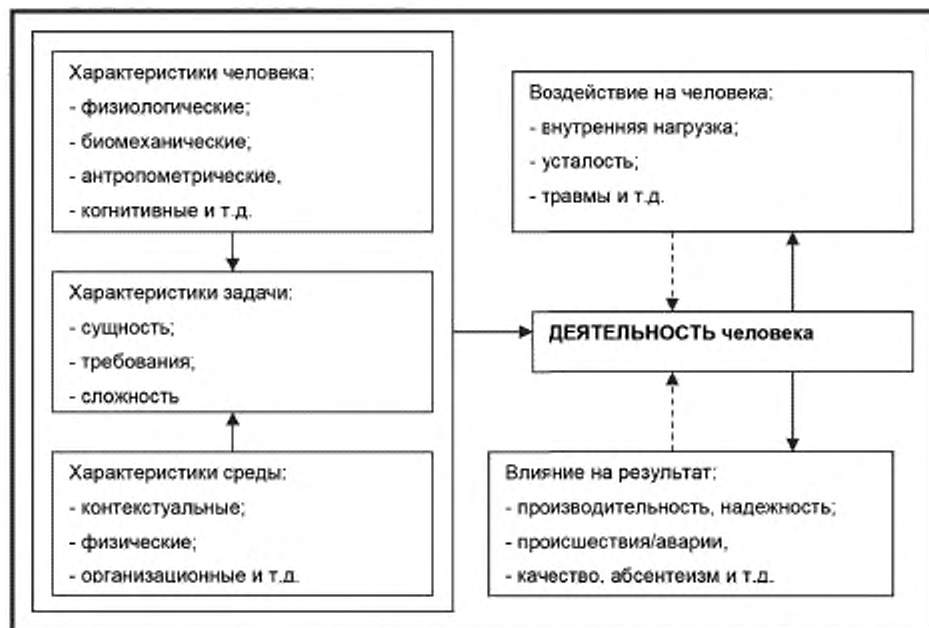 Характеристики человека:
- физиологические;
- биомеханические;
- антропометрические,
- когнитивные и т.д.
Характеристики задачи:
- сущность;
- требования;
- сложность
Характеристики среды:
- контекстуальные;
- физические;
- организационные и т.д.
Воздействие на человека:
- внутренняя нагрузка;
- усталость;
- травмы и т.д.
ДЕЯТЕЛЬНОСТЬ человека
Влияние на результат:
- производительность, надежность;
- происшествия/аварии,
- качество, абсентеизм и т.д.